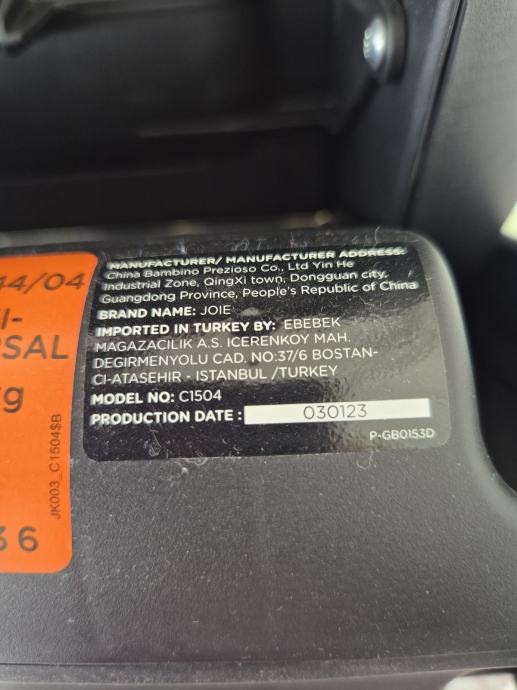 MANUFACTURER/ MANUFACTURER ADDRESS:
China Bambino Prezioso Co., Ltd Yin He
Industrial Zone, QingXi town, Dongguan city,
Guangdong Province, People's Republic of China
BRAND NAME: JOIE
IMPORTED IN TURKEY BY: EBEBEK
MAGAZACILIK A.S. ICERENKOY MAH.
DEGIRMENYOLU CAD. NO:37/6 BOSTAN-
CI-ATASEHIR - ISTANBUL /TURKEY
MODEL NO: C1504
PRODUCTION DATE : 030123
P-GB0153D
44/04
I-
RSAL
JK003_C1504$B
36